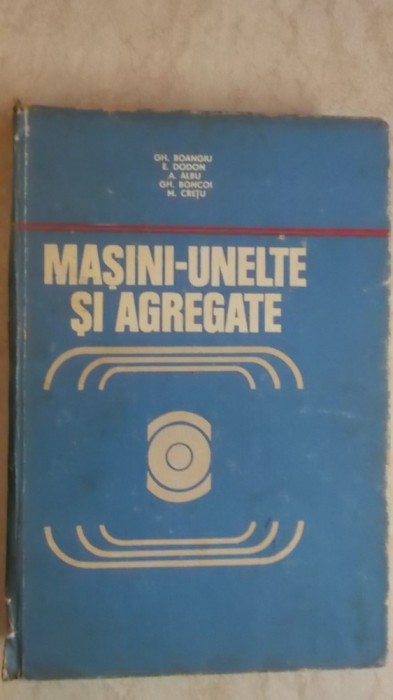 GH. BOANGIU
E. DODON
A. ALBU
GH. BONCOI
M. CREȚU
MAȘINI-UNELTE
ȘI AGREGATE